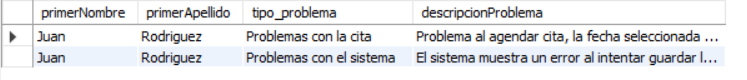 primerNombre primerApellido tipo_problema descripcionProblema
Juan Rodriguez Problemas con la cita Problema al agendar cita, la fecha seleccionada ...
Juan Rodriguez Problemas con el sistema El sistema muestra un error al intentar guardar l...